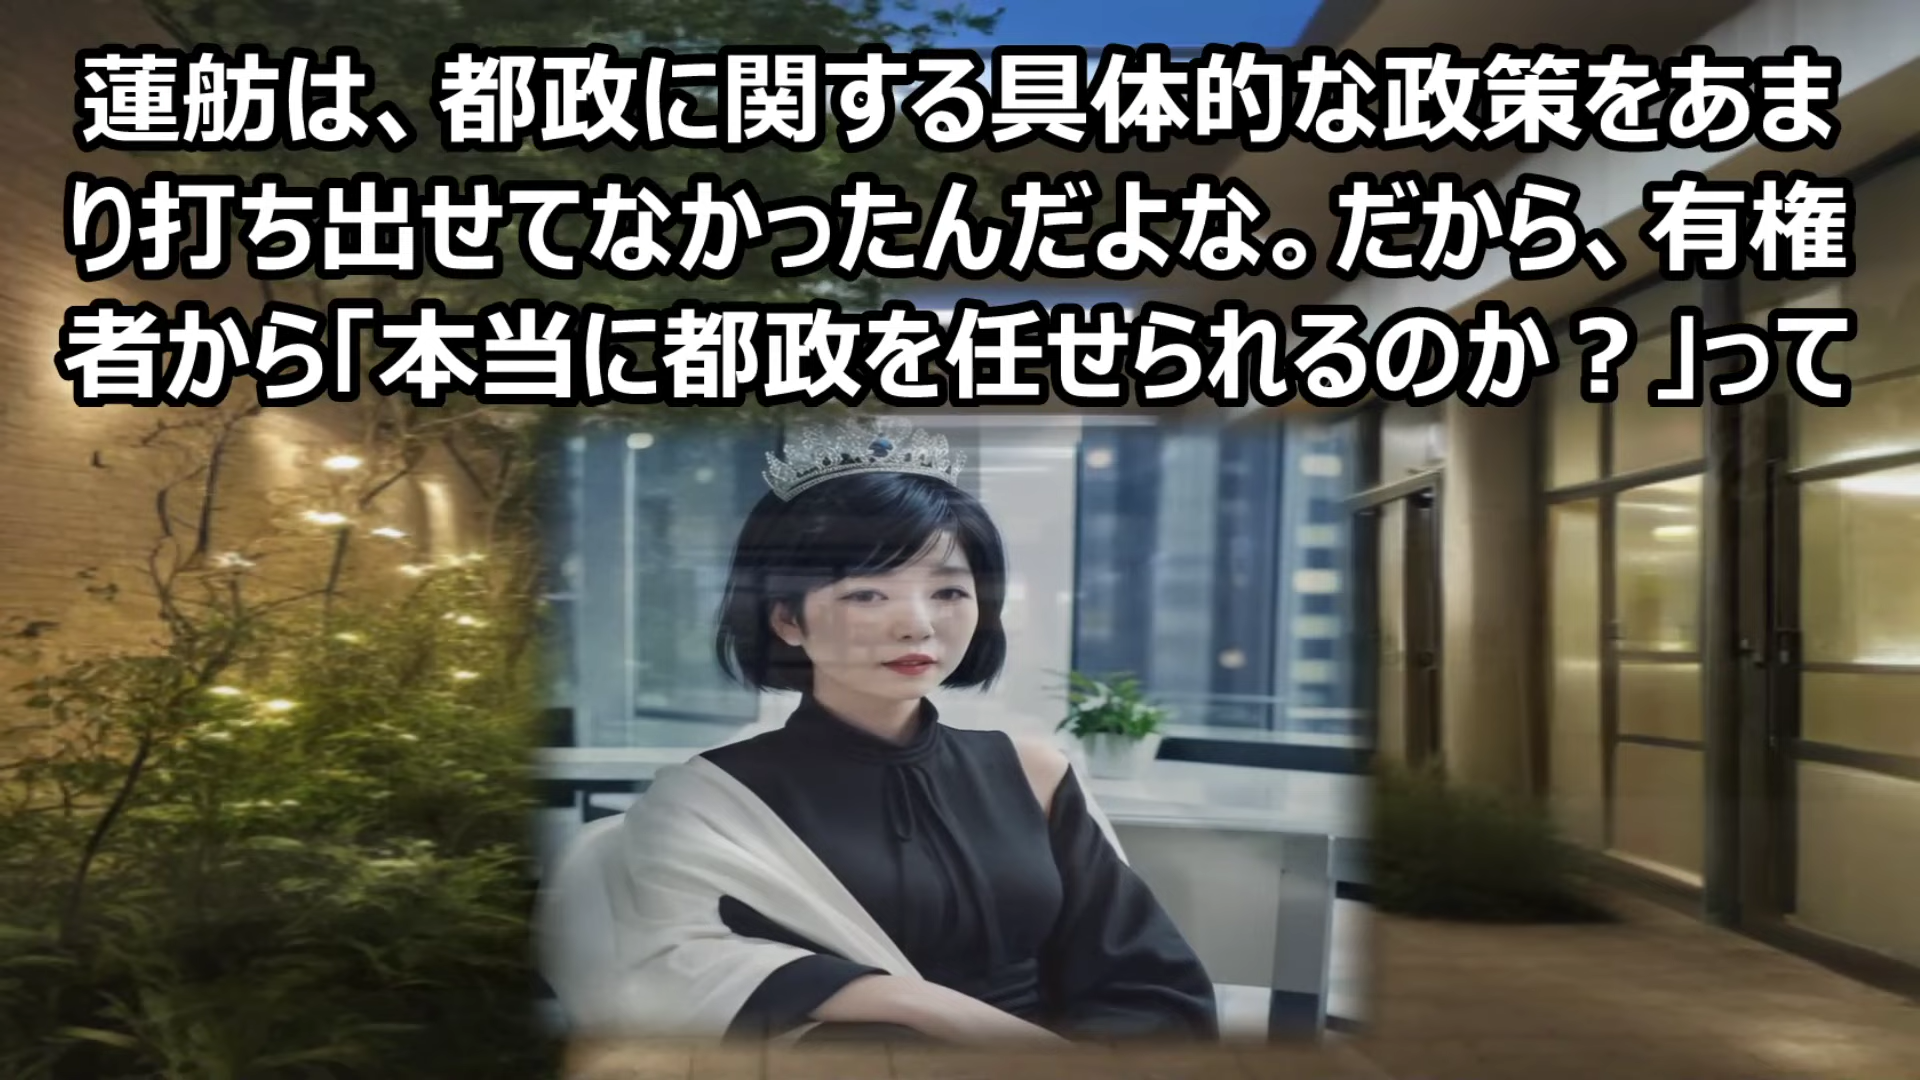 蓮舫は、都政に関する具体的な政策をあま
り打ち出せてなかったんだよな。だから、有権
者から「本当に都政を任せられるのか?」って